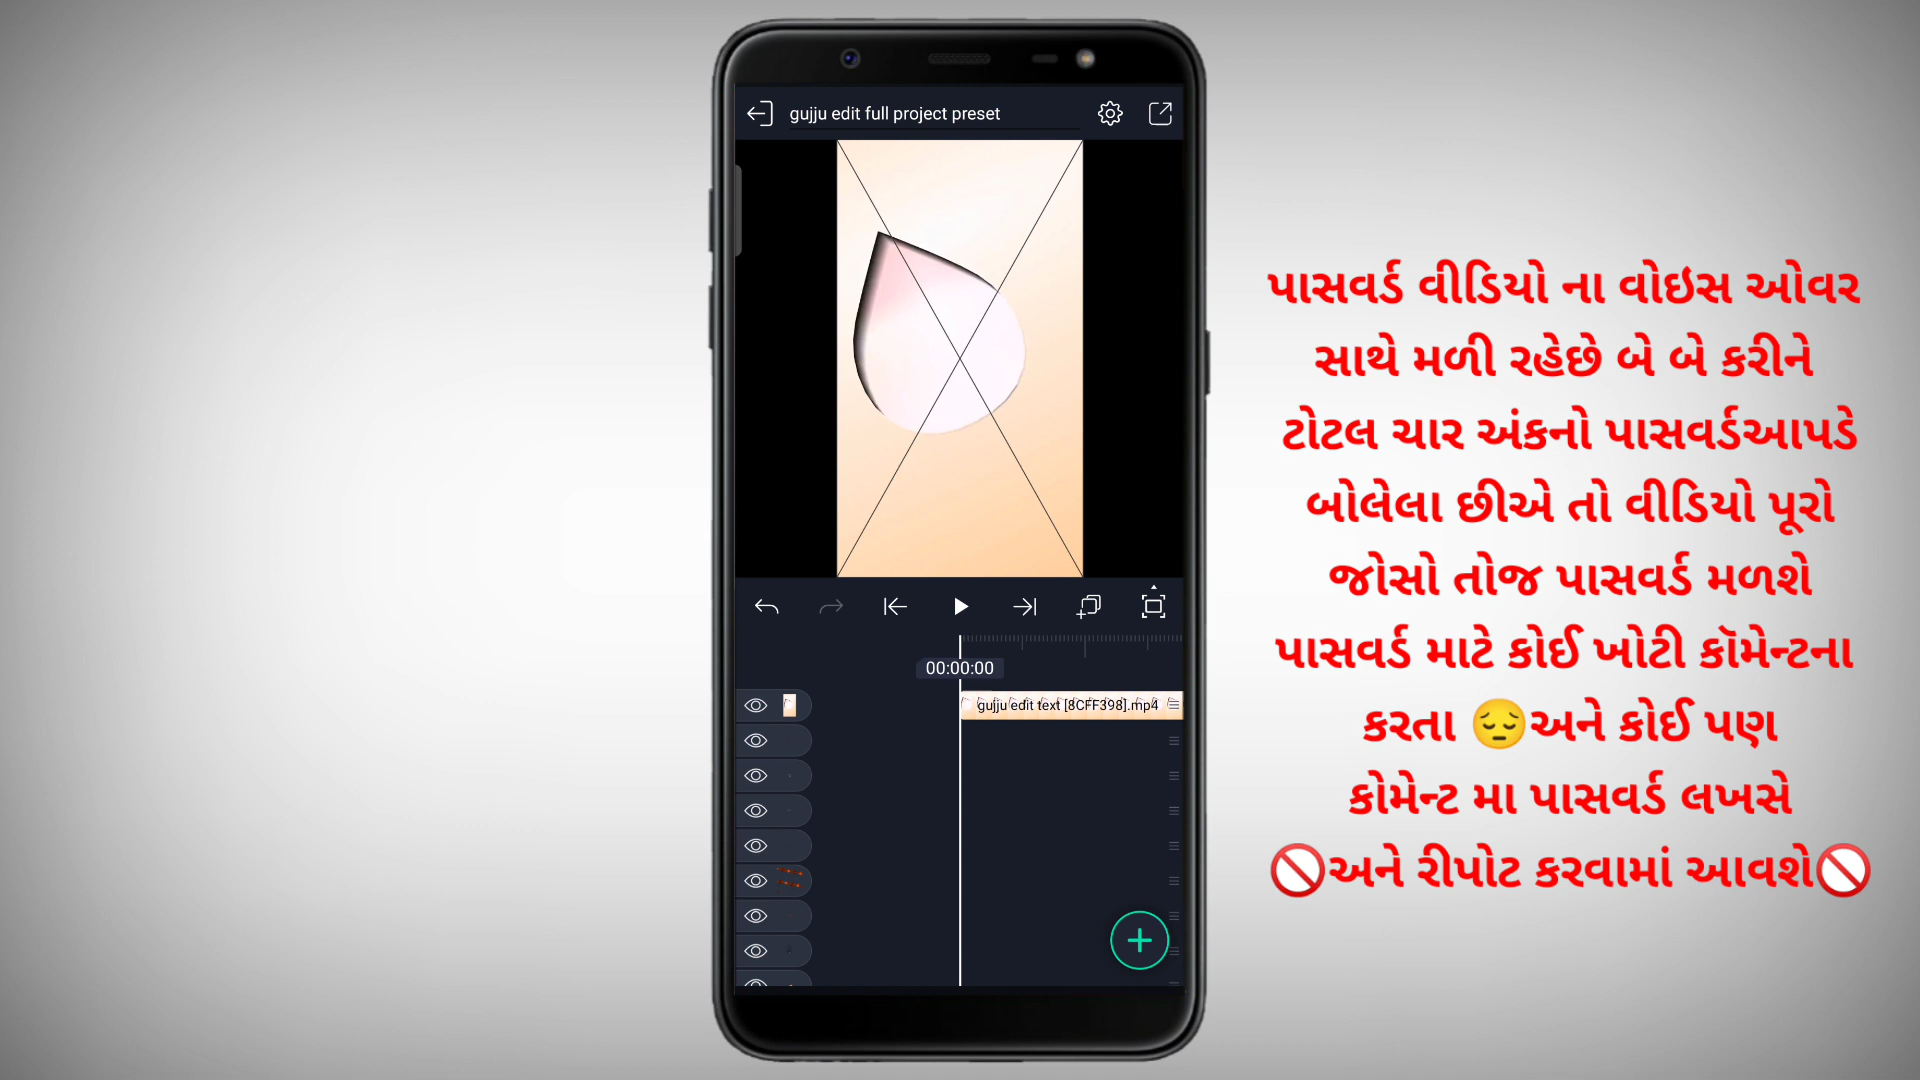 gujju edit full project preset
00:00:00
gujju edit text [8CFF398].mp4
પાસવર્ડ વીડિયો ના વોઇસ ઓવર
સાથે મળી રહેછે બે બે કરીને
ટોટલ ચાર અંકનો પાસવર્ડઆપડે
બોલેલા છીએ તો વીડિયો પૂરો
જોસો તોજ પાસવર્ડ મળશે
પાસવર્ડ માટે કોઈ ખોટી કૉમેન્ટના
કરતા 😔અને કોઈ પણ
કોમેન્ટ મા પાસવર્ડ લખસે
🚫અને રીપોટ કરવામાં આવશે🚫